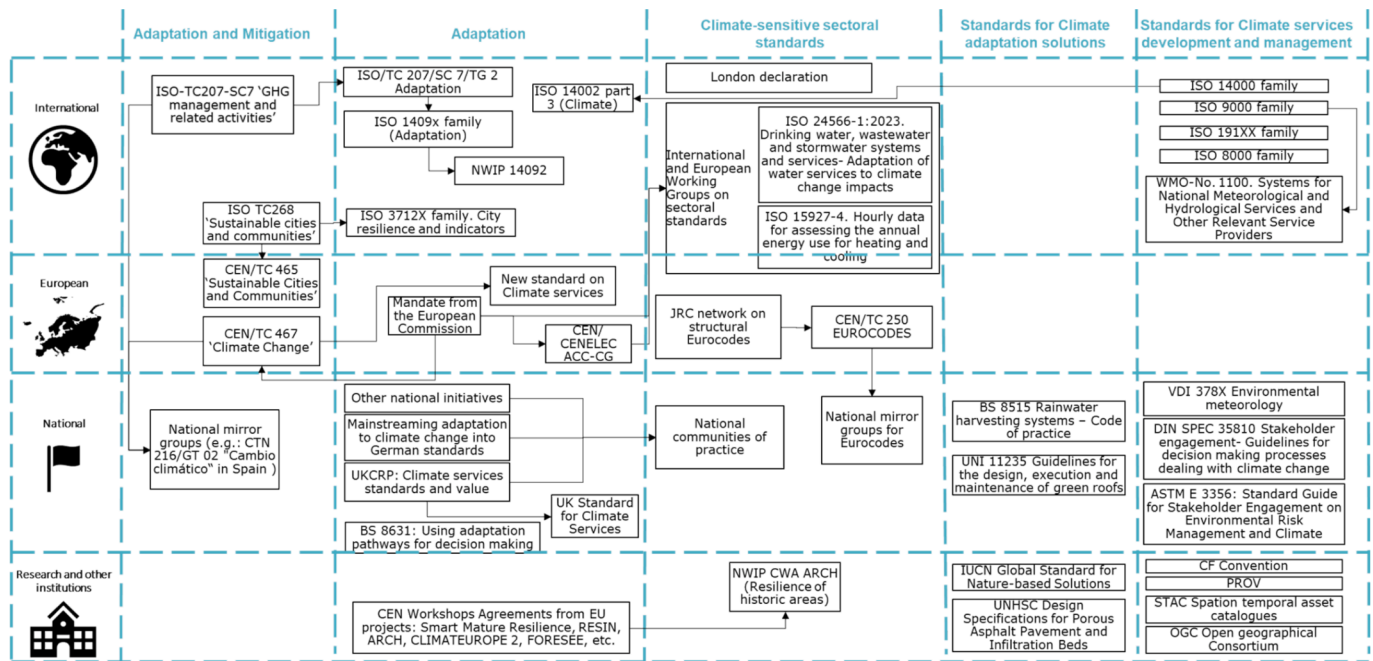 Adaptation and Mitigation
Adaptation
Climate-sensitive sectoral
standards
Standards for Climate
adaptation solutions
Standards for Climate services
development and management
International
ISO-TC207-SC7 ‘GHG
management and
related activities’
ISO TC268
‘Sustainable cities
and communities’
ISO/TC 207/SC 7/TG 2
Adaptation
ISO 1409x family
(Adaptation)
NWIP 14092
ISO 3712X family. City
resilience and indicators
ISO 14002 part
3 (Climate)
London declaration
International
and European
Working Groups on
sectoral
standards
ISO 24566-1:2023.
Drinking water, wastewater
and stormwater systems
and services- Adaptation of
water services to climate
change impacts
ISO 15927-4. Hourly data
for assessing the annual
energy use for heating and
cooling
ISO 14000 family
ISO 9000 family
ISO 191XX family
ISO 8000 family
WMO-No. 1100. Systems for
National Meteorological and
Hydrological Services and
Other Relevant Service
Providers
European
CEN/TC 465
‘Sustainable Cities
and Communities’
CEN/TC 467
‘Climate Change’
New standard on
Climate services
Mandate from
the European
Commission
CEN/
CENELEC
ACC-CG
JRC network on
structural
Eurocodes
CEN/TC 250
EUROCODES
National
National mirror
groups (e.g.: CTN
216/GT 02 “Cambio
climático“ in Spain )
Other national initiatives
Mainstreaming adaptation
to climate change into
German standards
UKCRP: Climate services
standards and value
UK Standard
for Climate
Services
BS 8631: Using adaptation
pathways for decision making
National
communities of
practice
National mirror
groups for
Eurocodes
BS 8515 Rainwater
harvesting systems – Code
of practice
UNI 11235 Guidelines for
the design, execution and
maintenance of green roofs
VDI 378X Environmental
meteorology
DIN SPEC 35810 Stakeholder
engagement- Guidelines for
decision making processes
dealing with climate change
ASTM E 3356: Standard Guide
for Stakeholder Engagement on
Environmental Risk
Management and Climate
Research and other
institutions
CEN Workshops Agreements from EU
projects: Smart Mature Resilience, RESIN,
ARCH, CLIMATEUROPE 2, FORESEE, etc.
NWIP CWA ARCH
(Resilience of
historic areas)
IUCN Global Standard for
Nature-based Solutions
UNHSC Design
Specifications for Porous
Asphalt Pavement and
Infiltration Beds
CF Convention
PROV
STAC Spation temporal asset
catalogues
OGC Open geographical
Consortium